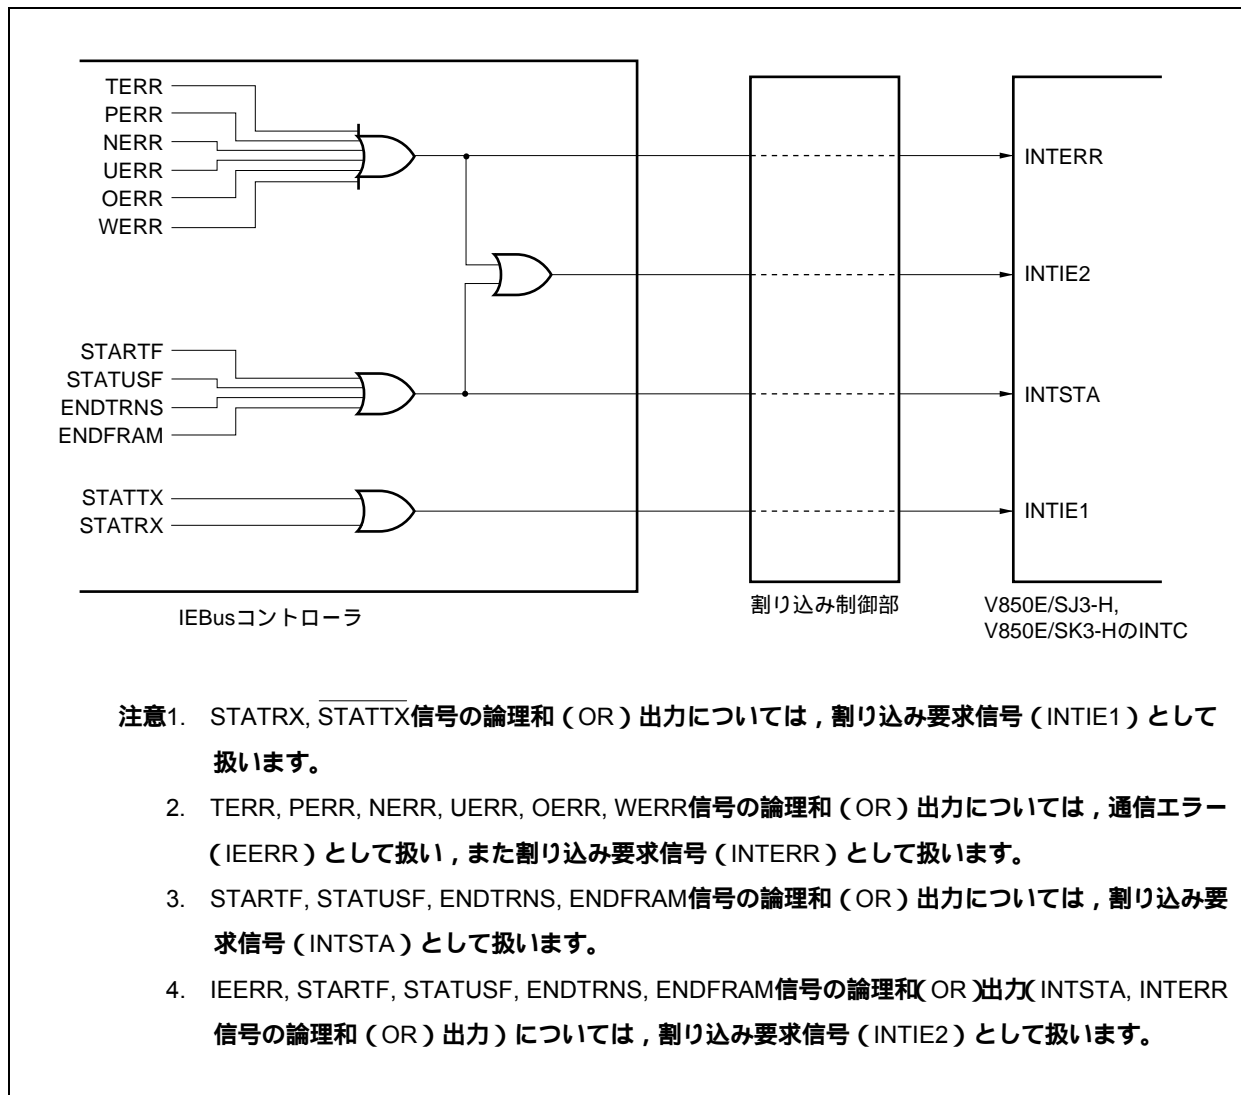 TERR
PERR
NERR
UERR
OERR
WERR
INTERR
INTIE2
STARTF
STATUSF
ENDTRNS
ENDFRAM
INTSTA
STATTX
STATRX
INTIE1
IEBusコントローラ
割り込み制御部
V850E/SJ3-H,
V850E/SK3-HのINTC
注意1. STATRX, STATTX信号の論理和（OR）出力については，割り込み要求信号（INTIE1）として
扱います。
2. TERR, PERR, NERR, UERR, OERR, WERR信号の論理和（OR）出力については，通信エラー
（IEERR）として扱い，また割り込み要求信号（INTERR）として扱います。
3. STARTF, STATUSF, ENDTRNS, ENDFRAM信号の論理和（OR）出力については，割り込み要
求信号（INTSTA）として扱います。
4. IEERR, STARTF, STATUSF, ENDTRNS, ENDFRAM信号の論理和（OR）出力（INTSTA, INTERR
信号の論理和（OR）出力）については，割り込み要求信号（INTIE2）として扱います。